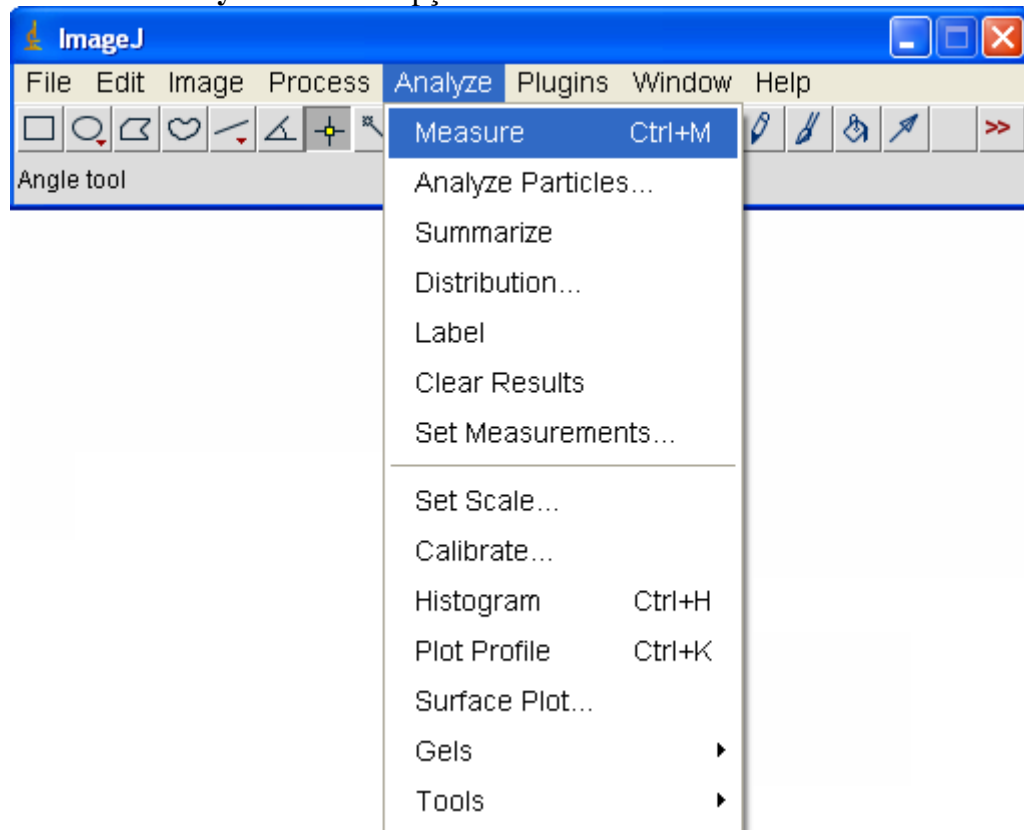 ImageJ
File Edit Image Process Analyze Plugins Window Help
Angle tool
Measure Ctrl+M
Analyze Particles...
Summarize
Distribution...
Label
Clear Results
Set Measurements...
Set Scale...
Calibrate...
Histogram Ctrl+H
Plot Profile Ctrl+K
Surface Plot...
Gels
Tools